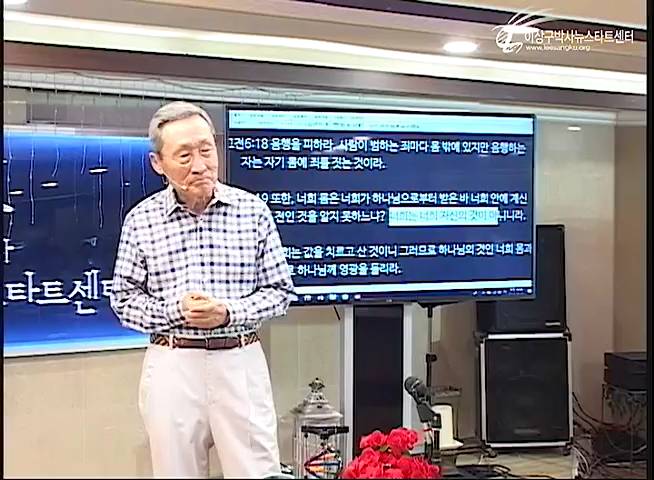 이상구박사뉴스타트센터
www.leesangku.org
1전6:18 음행을 피하라. 사람이 범하는 죄마다 몸 밖에 있지만 음행하는
자는 자기 몸에 죄를 짓는 것이라.
9 또한, 너희 몸은 너희가 하나님으로부터 받은 바 너희 안에 계신
전인 것을 알지 못하느냐? 너희는 너희 자신의 것이 아니니라.
희는 값을 치르고 산 것이니 그러므로 하나님의 것인 너희 몸과
로 하나님께 영광을 돌리라.
스타트센터